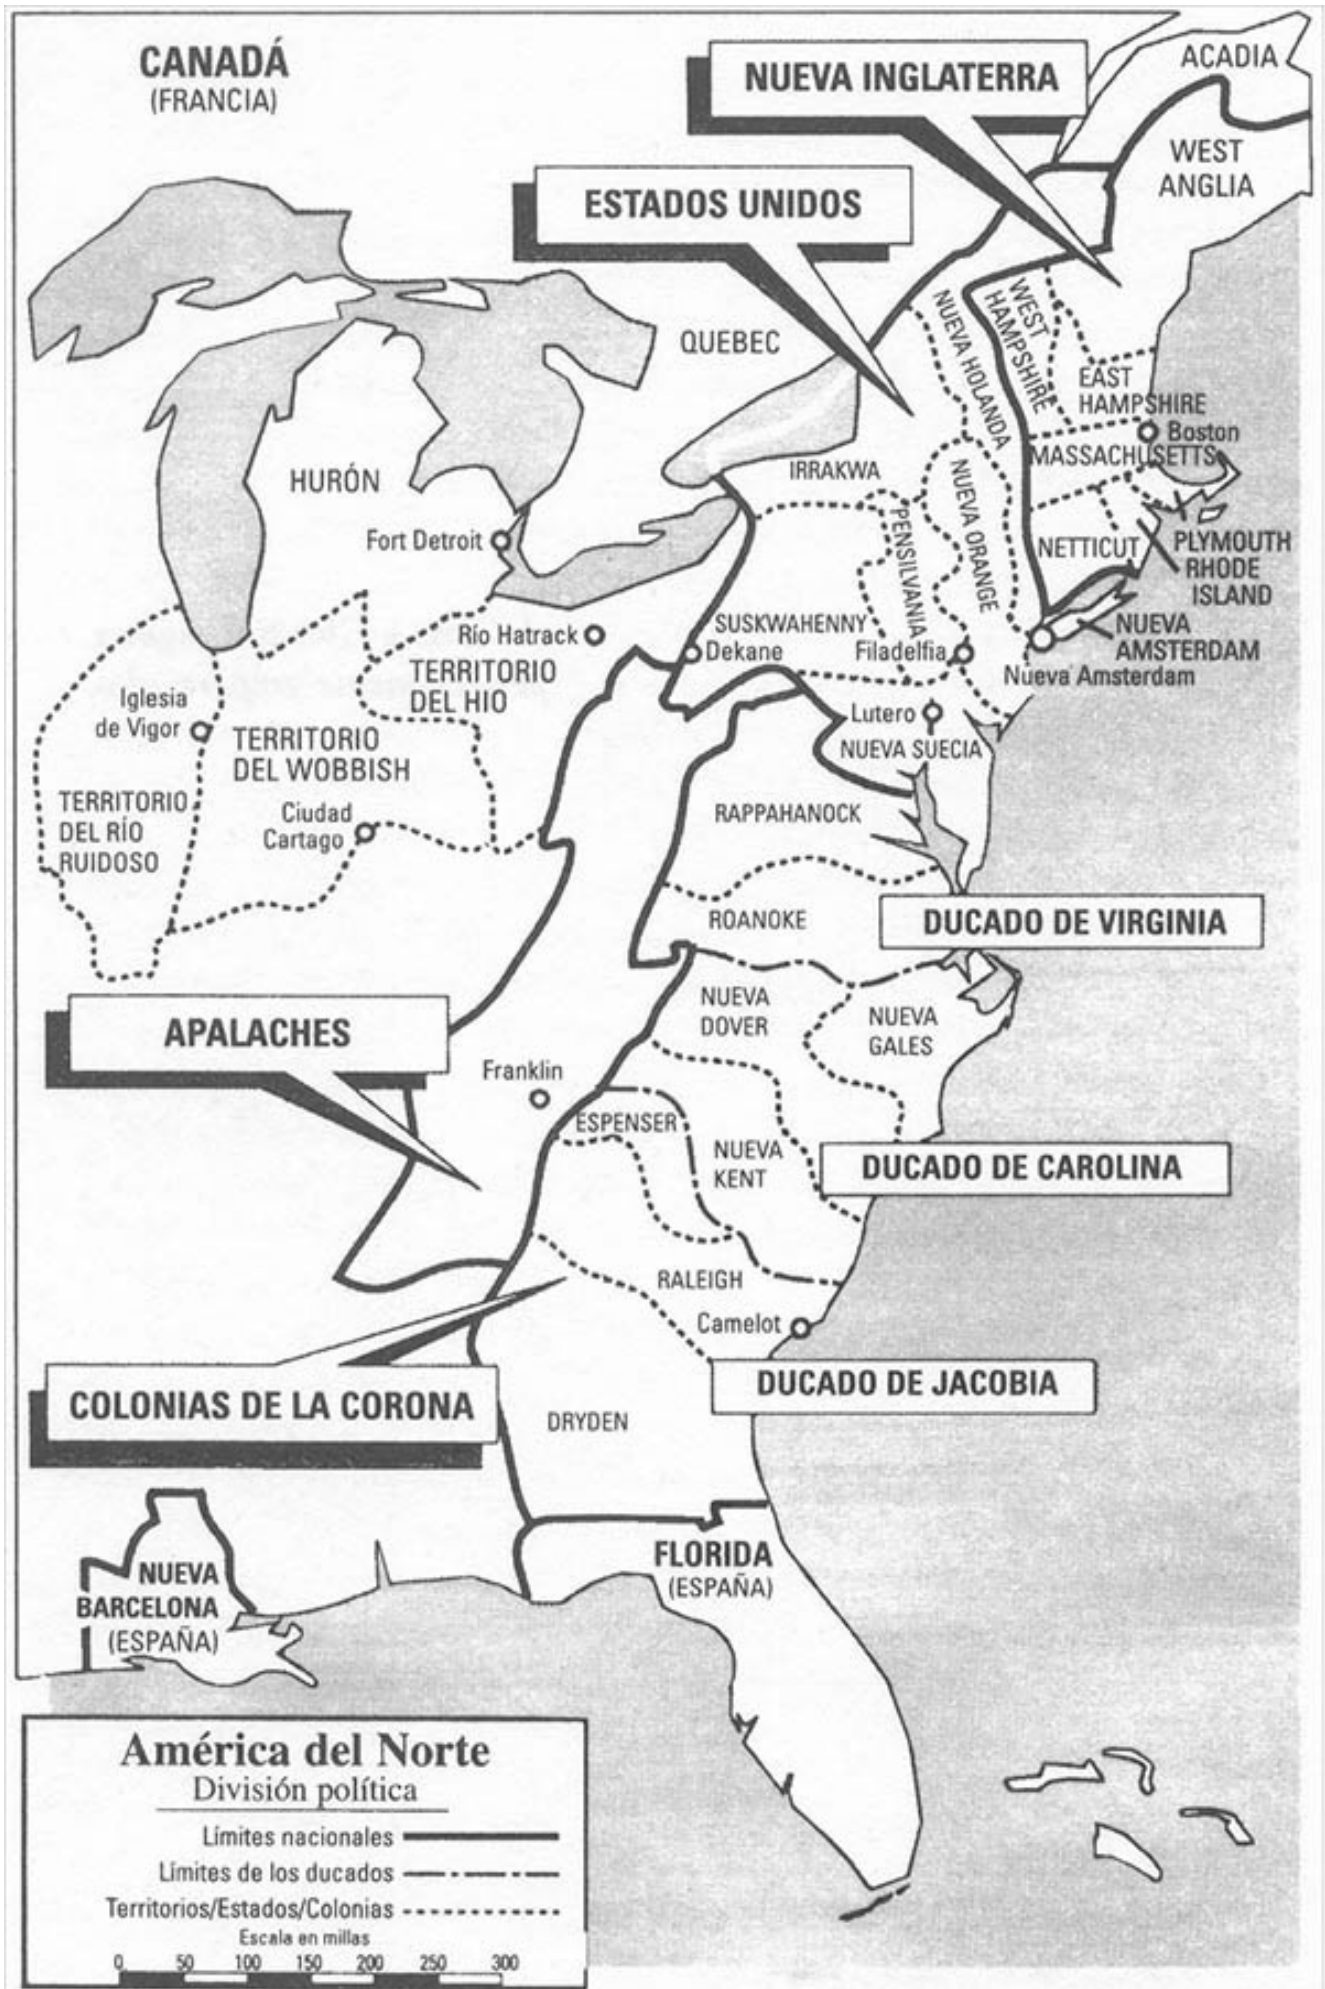 CANADÁ
(FRANCIA)
NUEVA INGLATERRA
ACADIA
WEST
ANGLIA
ESTADOS UNIDOS
QUEBEC
NUEVA HOLANDA
WEST
HAMPSHIRE
EAST
HAMPSHIRE
Boston
MASSACHUSETTS
IRRAKWA
HURÓN
NUEVA ORANGE
PENSILVANIA
Fort Detroit
NETTICUT
PLYMOUTH
RHODE
ISLAND
NUEVA
AMSTERDAM
Nueva Amsterdam
SUSKWAHENNY
Dekane
Filadelfia
Río Hatrack
TERRITORIO
DEL HIO
Iglesia
de Vigor
TERRITORIO
DEL WOBBISH
Lutero
NUEVA SUECIA
TERRITORIO
DEL RÍO
RUIDOSO
Ciudad
Cartago
RAPPAHANOCK
ROANOKE
DUCADO DE VIRGINIA
NUEVA
DOVER
NUEVA
GALES
APALACHES
Franklin
ESPENSER
NUEVA
KENT
DUCADO DE CAROLINA
RALEIGH
Camelot
COLONIAS DE LA CORONA
DUCADO DE JACOBIA
DRYDEN
NUEVA
BARCELONA
(ESPAÑA)
FLORIDA
(ESPAÑA)
América del Norte
División política
Límites nacionales
Límites de los ducados
Territorios/Estados/Colonias
Escala en millas
0 50 100 150 200 250 300